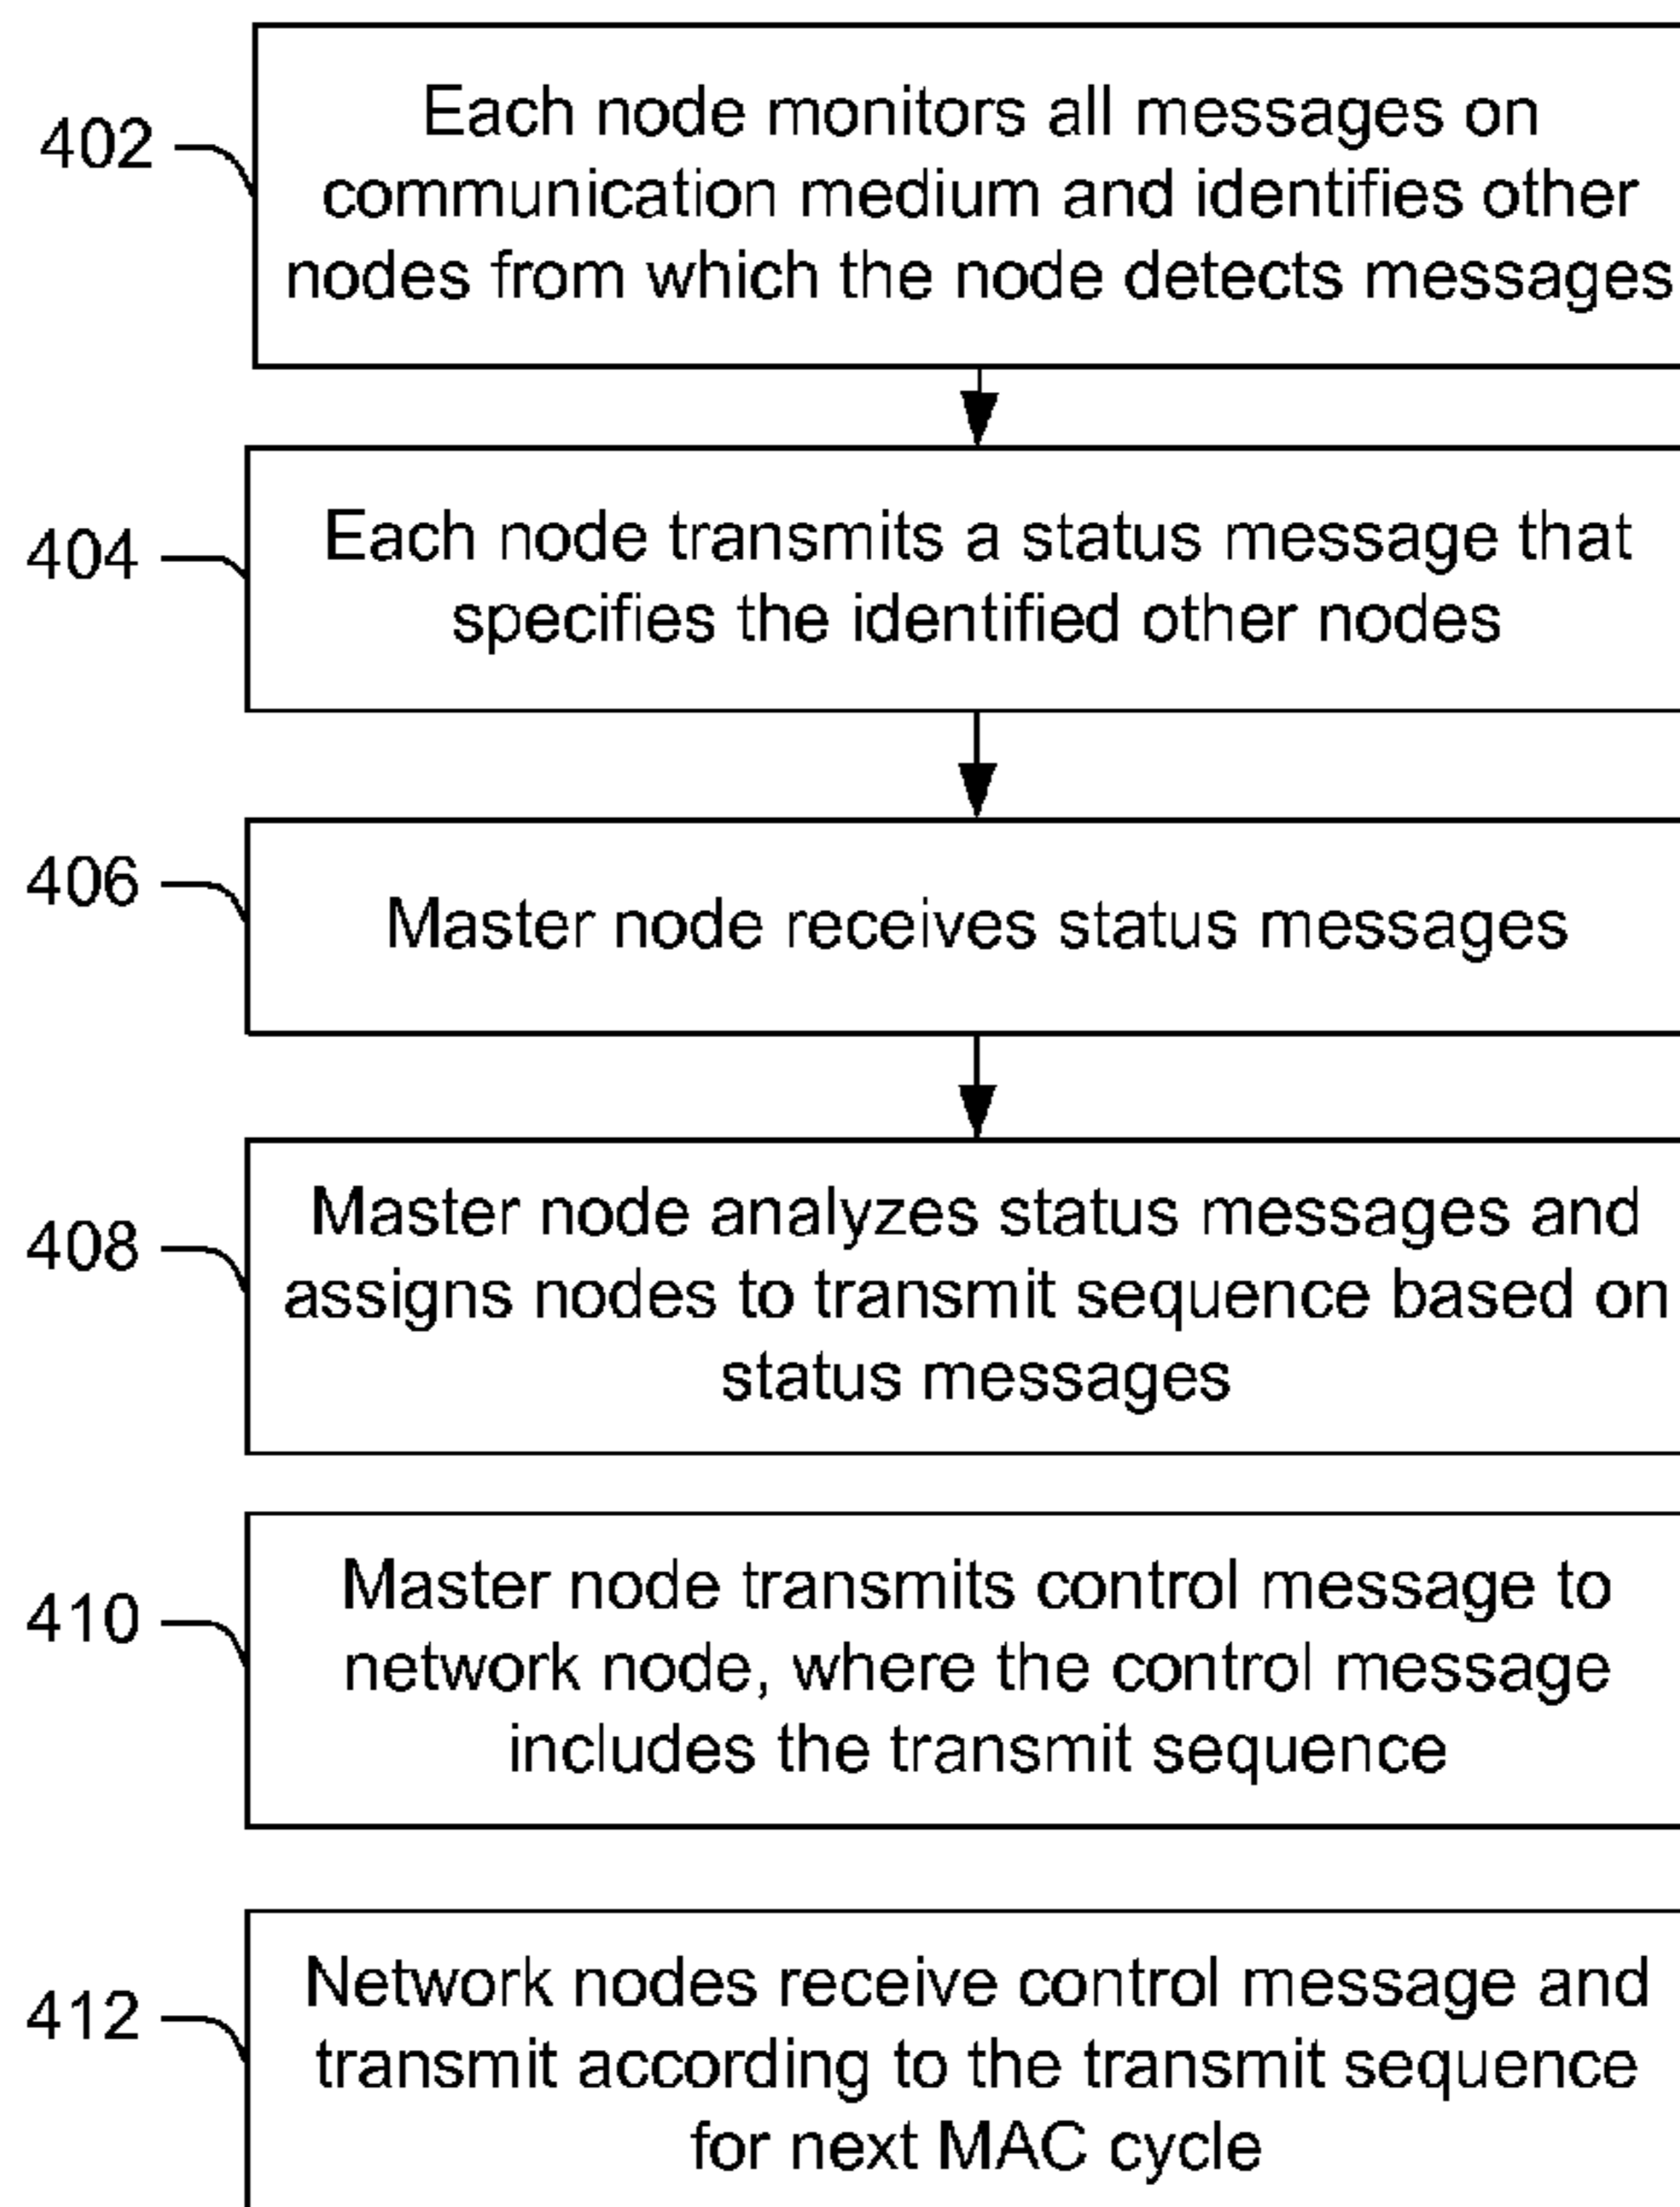 402
Each node monitors all messages on
communication medium and identifies other
nodes from which the node detects messages
404
Each node transmits a status message that
specifies the identified other nodes
406
Master node receives status messages
408
Master node analyzes status messages and
assigns nodes to transmit sequence based on
status messages
410
Master node transmits control message to
network node, where the control message
includes the transmit sequence
412
Network nodes receive control message and
transmit according to the transmit sequence
for next MAC cycle